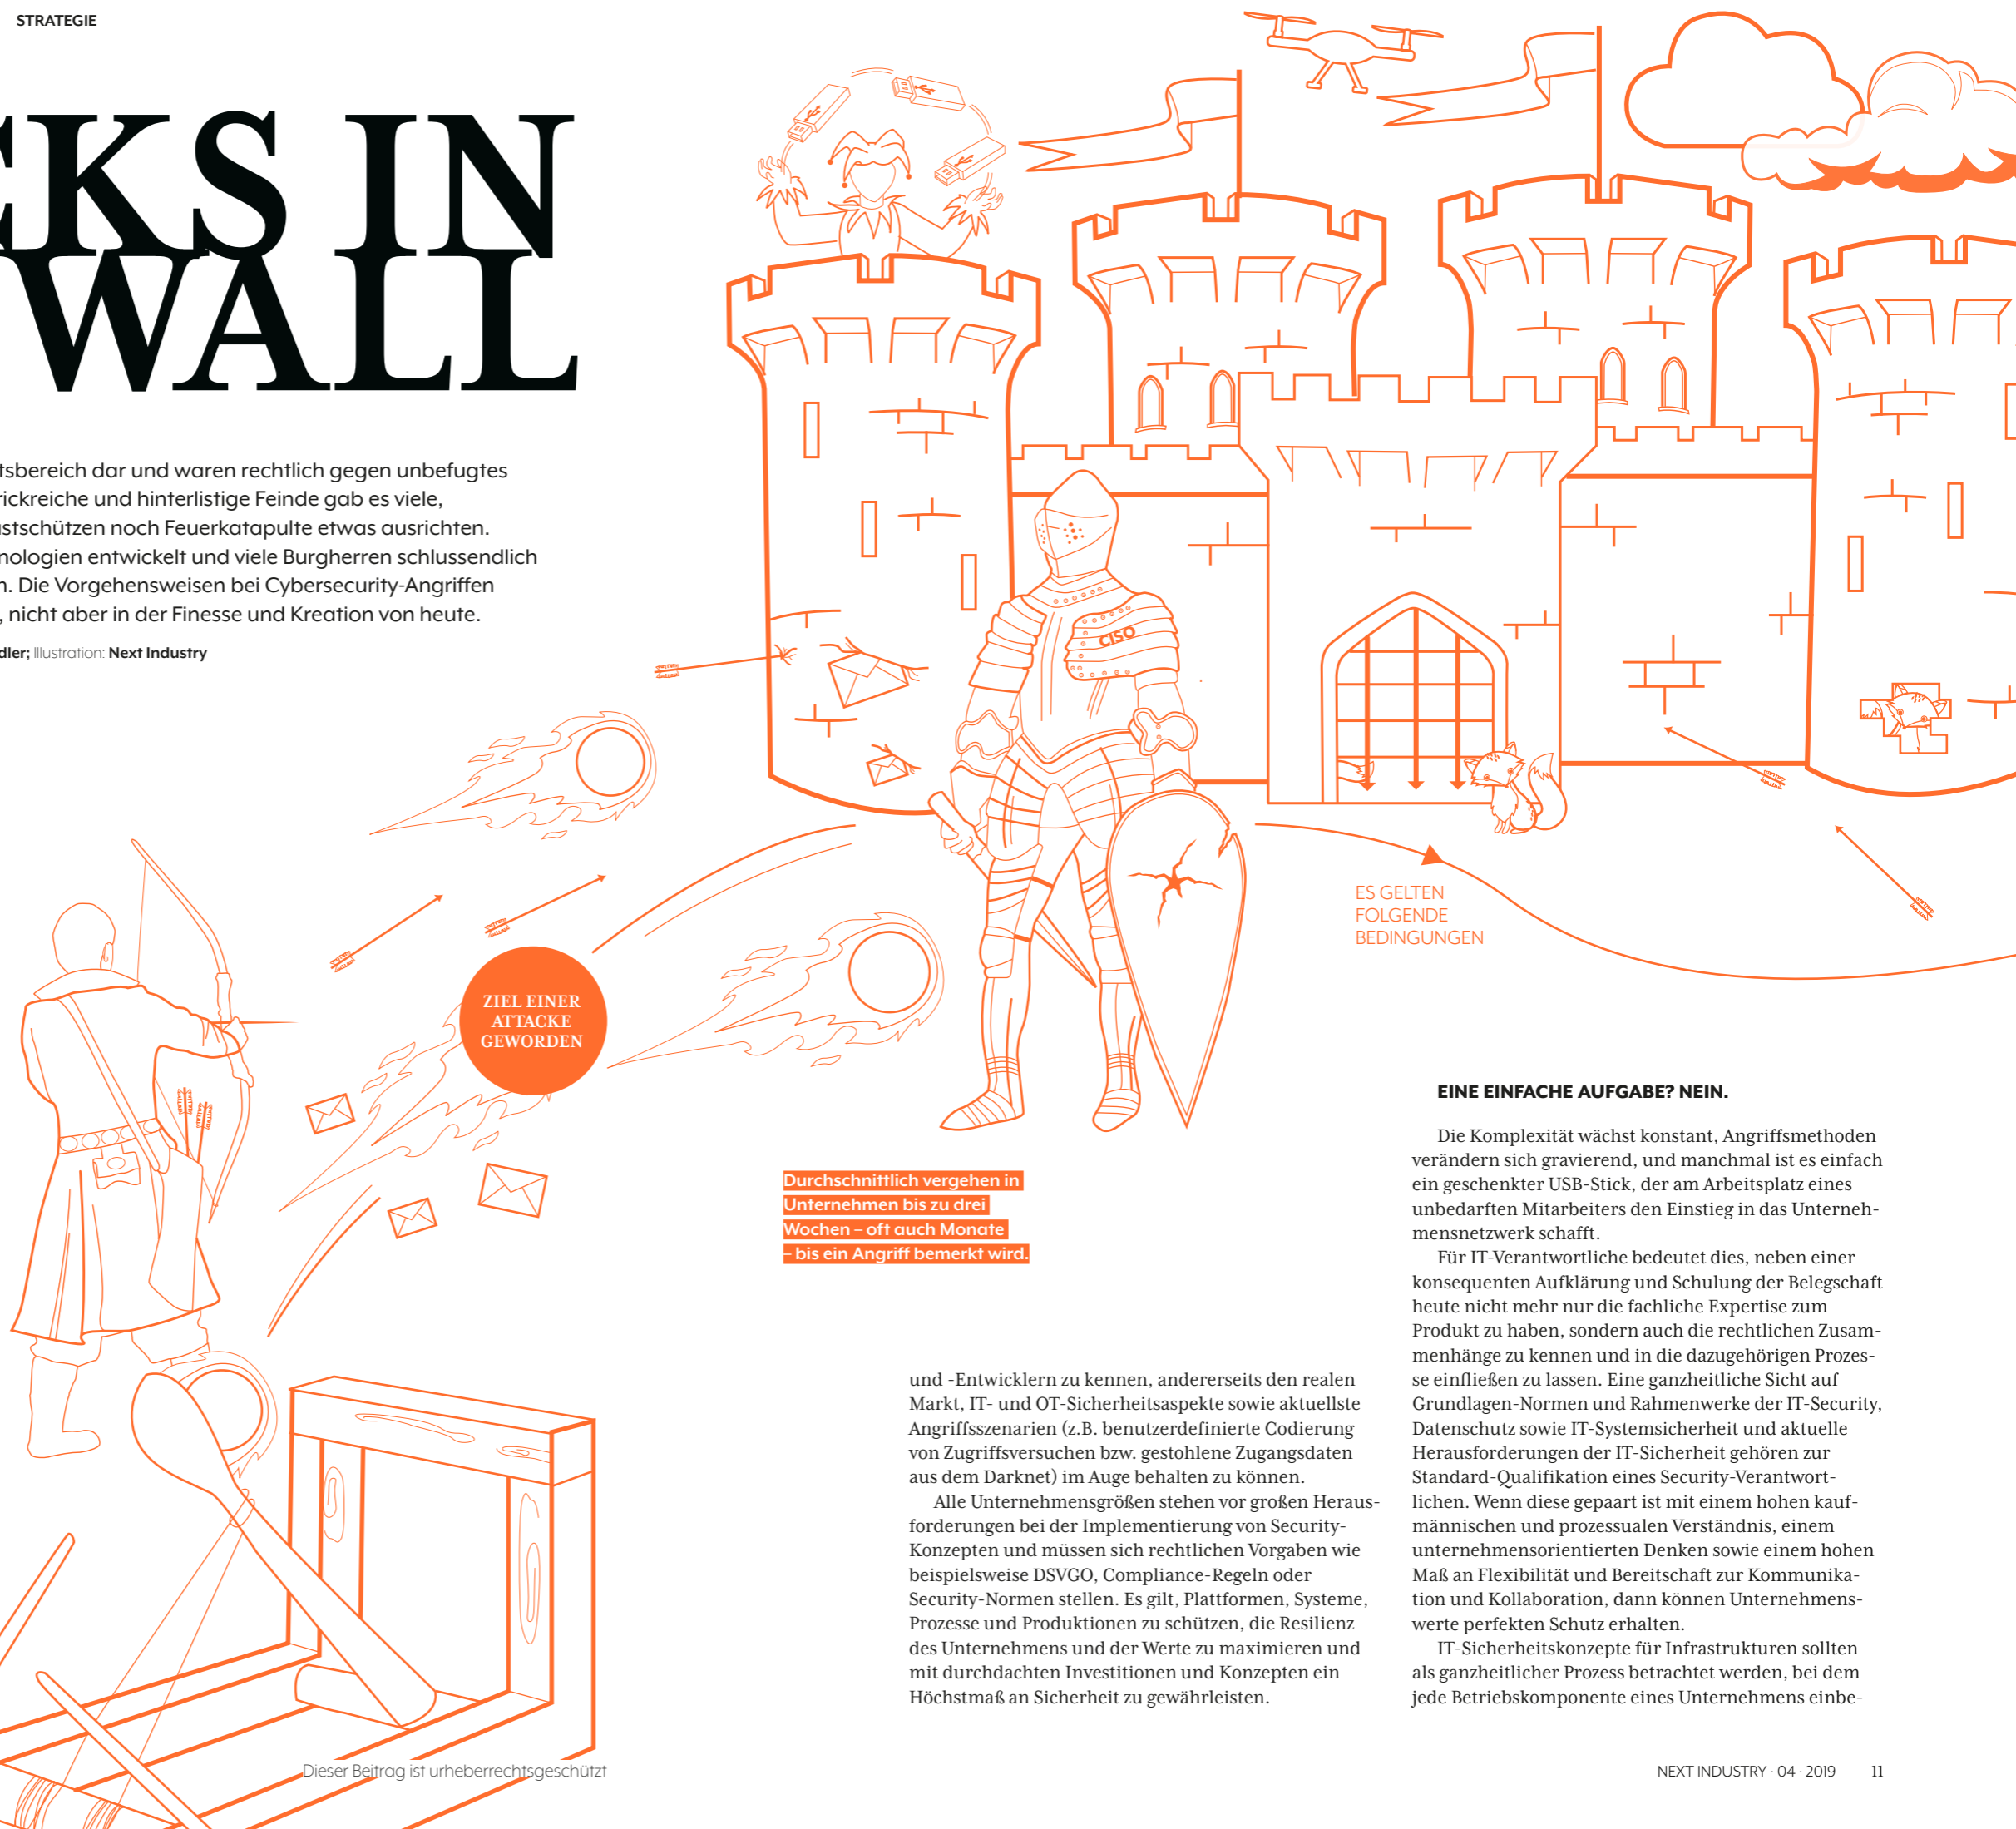 STRATEGIE
CKS IN
WALL
tsbereich dar und waren rechtlich gegen unbefugtes
rickreiche und hinterlistige Feinde gab es viele,
stschützen noch Feuerkatapulte etwas ausrichten.
nologien entwickelt und viele Burgherren schlussendlich
n. Die Vorgehensweisen bei Cybersecurity-Angriffen
, nicht aber in der Finesse und Kreation von heute.
dler; Illustration: Next Industry
CISO
ES GELTEN
FOLGENDE
BEDINGUNGEN
ZIEL EINER
ATTACKE
GEWORDEN
Durchschnittlich vergehen in
Unternehmen bis zu drei
Wochen – oft auch Monate
– bis ein Angriff bemerkt wird.
und -Entwicklern zu kennen, andererseits den realen
Markt, IT- und OT-Sicherheitsaspekte sowie aktuellste
Angriffsszenarien (z.B. benutzerdefinierte Codierung
von Zugriffsversuchen bzw. gestohlene Zugangsdaten
aus dem Darknet) im Auge behalten zu können.
Alle Unternehmensgrößen stehen vor großen Heraus-
forderungen bei der Implementierung von Security-
Konzepten und müssen sich rechtlichen Vorgaben wie
beispielsweise DSVGO, Compliance-Regeln oder
Security-Normen stellen. Es gilt, Plattformen, Systeme,
Prozesse und Produktionen zu schützen, die Resilienz
des Unternehmens und der Werte zu maximieren und
mit durchdachten Investitionen und Konzepten ein
Höchstmaß an Sicherheit zu gewährleisten.
EINE EINFACHE AUFGABE? NEIN.
Die Komplexität wächst konstant, Angriffsmethoden
verändern sich gravierend, und manchmal ist es einfach
ein geschenkter USB-Stick, der am Arbeitsplatz eines
unbedarften Mitarbeiters den Einstieg in das Unterneh-
mensnetzwerk schafft.
Für IT-Verantwortliche bedeutet dies, neben einer
konsequenten Aufklärung und Schulung der Belegschaft
heute nicht mehr nur die fachliche Expertise zum
Produkt zu haben, sondern auch die rechtlichen Zusam-
menhänge zu kennen und in die dazugehörigen Prozes-
se einfließen zu lassen. Eine ganzheitliche Sicht auf
Grundlagen-Normen und Rahmenwerke der IT-Security,
Datenschutz sowie IT-Systemsicherheit und aktuelle
Herausforderungen der IT-Sicherheit gehören zur
Standard-Qualifikation eines Security-Verantwort-
lichen. Wenn diese gepaart ist mit einem hohen kauf-
männischen und prozessualen Verständnis, einem
unternehmensorientierten Denken sowie einem hohen
Maß an Flexibilität und Bereitschaft zur Kommunika-
tion und Kollaboration, dann können Unternehmens-
werte perfekten Schutz erhalten.
IT-Sicherheitskonzepte für Infrastrukturen sollten
als ganzheitlicher Prozess betrachtet werden, bei dem
jede Betriebskomponente eines Unternehmens einbe-
Dieser Beitrag ist urheberrechtsgeschützt
NEXT INDUSTRY · 04 · 2019 11